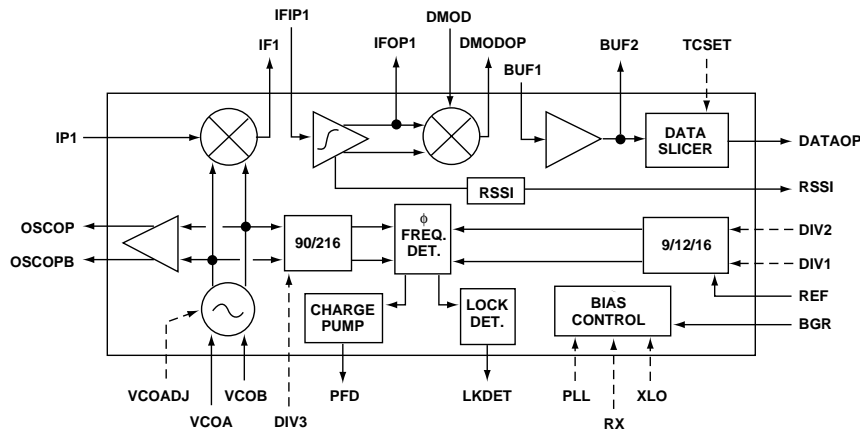 IFIP1
DMOD
IF1
IFOP1
DMODOP
BUF2
TCSET
BUF1
IP1
DATA
SLICER
DATAOP
RSSI
RSSI
OSCOP
OSCOPB
90/216
ϕ
FREQ.
DET.
9/12/16
DIV2
DIV1
REF
CHARGE
PUMP
LOCK
DET.
BIAS
CONTROL
BGR
VCOADJ
VCOB
VCOA
DIV3
PFD
LKDET
PLL
RX
XLO